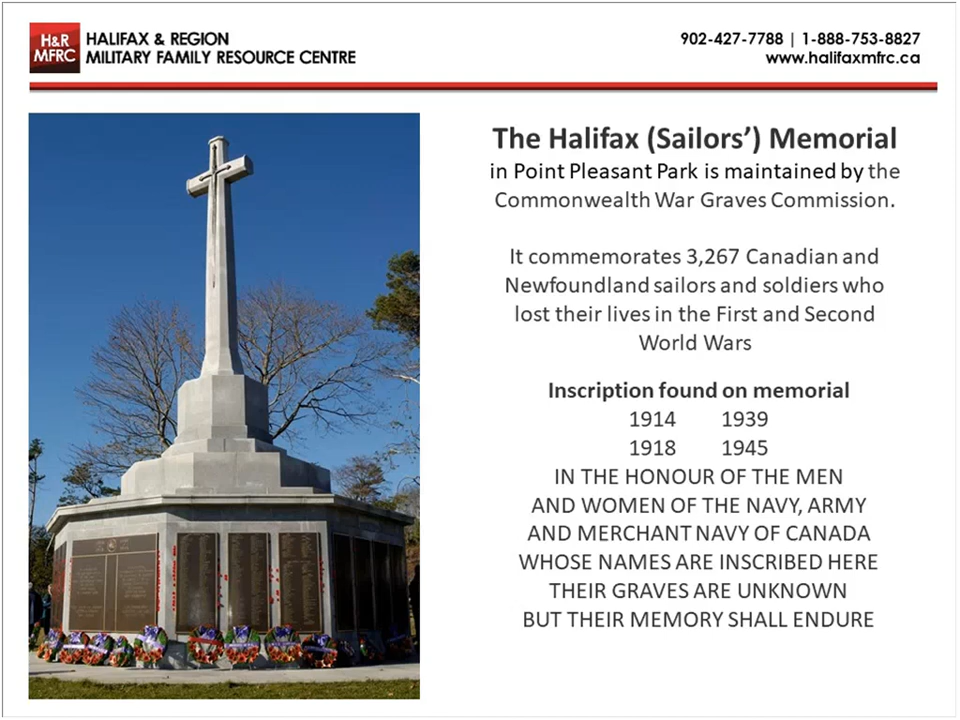 H&R
MFRC
HALIFAX & REGION
MILITARY FAMILY RESOURCE CENTRE
902-427-7788 | 1-888-753-8827
www.halifaxmfrc.ca
The Halifax (Sailors’) Memorial
in Point Pleasant Park is maintained by the
Commonwealth War Graves Commission.
It commemorates 3,267 Canadian and
Newfoundland sailors and soldiers who
lost their lives in the First and Second
World Wars
Inscription found on memorial
1914 1939
1918 1945
IN THE HONOUR OF THE MEN
AND WOMEN OF THE NAVY, ARMY
AND MERCHANT NAVY OF CANADA
WHOSE NAMES ARE INSCRIBED HERE
THEIR GRAVES ARE UNKNOWN
BUT THEIR MEMORY SHALL ENDURE